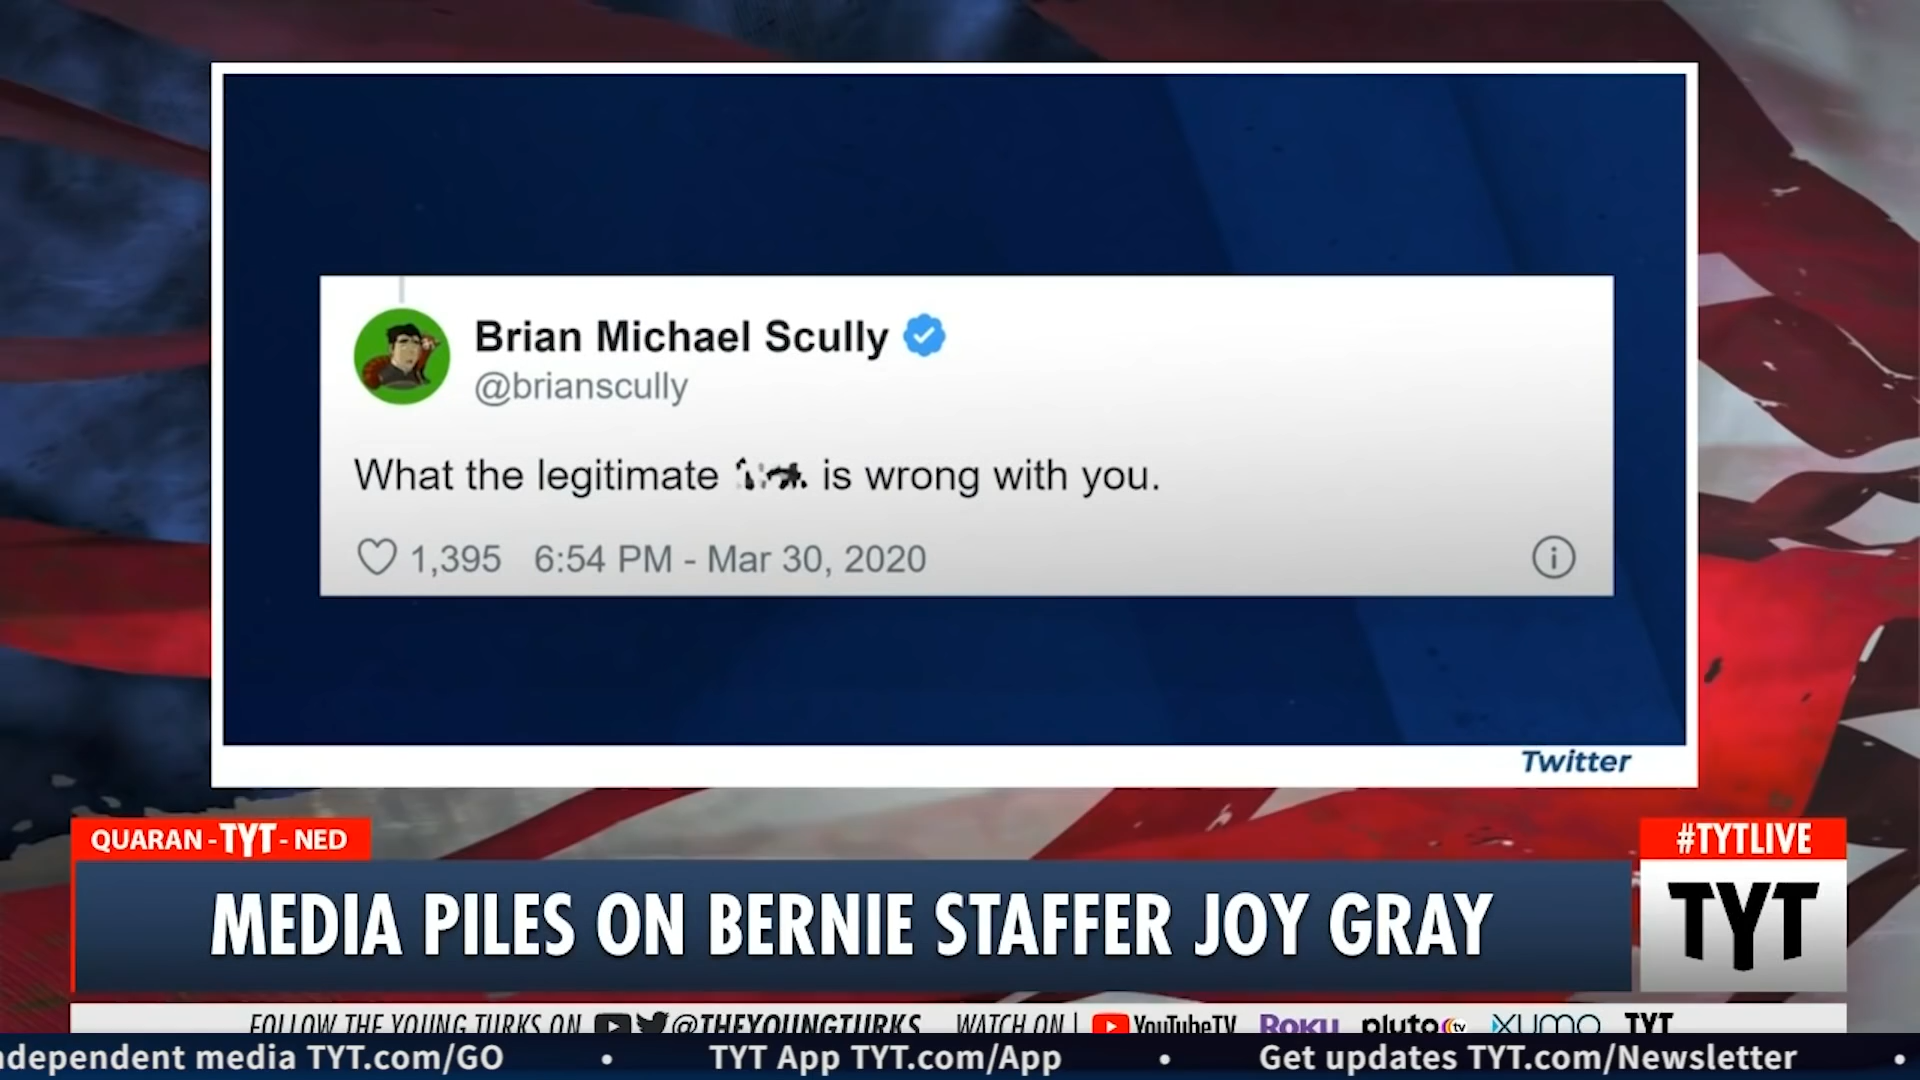 Brian Michael Scully
@brianscully
What the legitimate is wrong with you.
1,395 6:54 PM - Mar 30, 2020
Twitter
QUARAN-TYT-NED
#TYTLIVE
MEDIA PILES ON BERNIE STAFFER JOY GRAY
TYT
FOLLOW THE YOUNG TURKS ON @THEYOUNGTURKS WATCH ON | YouTubeTV Roku pluto tv XUMO TYT
ndependent media TYT.com/GO • TYT App TYT.com/App • Get updates TYT.com/Newsletter •